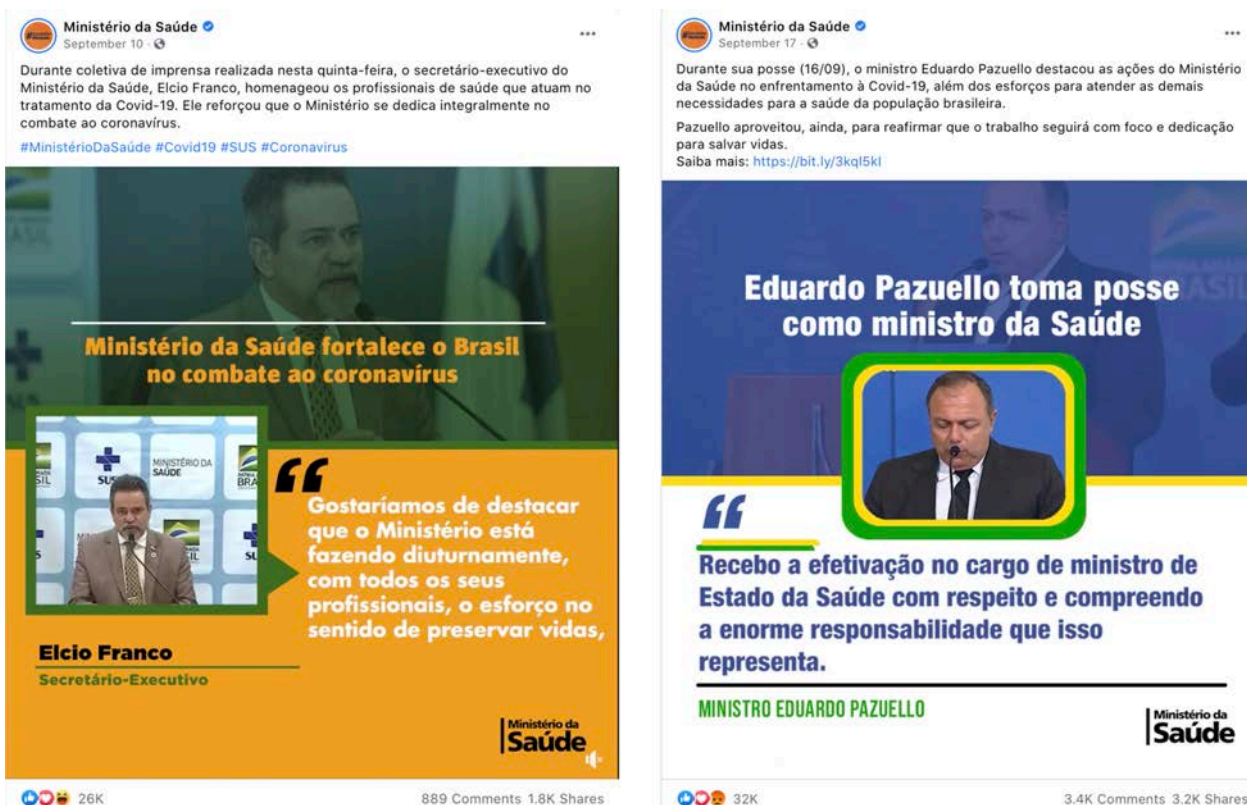 Ministério da Saúde
September 10 ·
Durante coletiva de imprensa realizada nesta quinta-feira, o secretário-executivo do
Ministério da Saúde, Elcio Franco, homenageou os profissionais de saúde que atuam no
tratamento da Covid-19. Ele reforçou que o Ministério se dedica integralmente no
combate ao coronavírus.
#MinistérioDaSaúde #Covid19 #SUS #Coronavirus
Ministério da Saúde fortalece o Brasil
no combate ao coronavírus
MINISTÉRIO DA
SAÚDE
SUS
“
Gostaríamos de destacar
que o Ministério está
fazendo diuturnamente,
com todos os seus
profissionais, o esforço no
sentido de preservar vidas,
Elcio Franco
Secretário-Executivo
Ministério da
Saúde
26K
889 Comments 1.8K Shares
Ministério da Saúde
September 17 ·
Durante sua posse (16/09), o ministro Eduardo Pazuello destacou as ações do Ministério
da Saúde no enfrentamento à Covid-19, além dos esforços para atender as demais
necessidades para a saúde da população brasileira.
Pazuello aproveitou, ainda, para reafirmar que o trabalho seguirá com foco e dedicação
para salvar vidas.
Saiba mais: https://bit.ly/3kql5kl
Eduardo Pazuello toma posse
como ministro da Saúde
“
Recebo a efetivação no cargo de ministro de
Estado da Saúde com respeito e compreendo
a enorme responsabilidade que isso
representa.
MINISTRO EDUARDO PAZUELLO
Ministério da
Saúde
32K
3.4K Comments 3.2K Shares